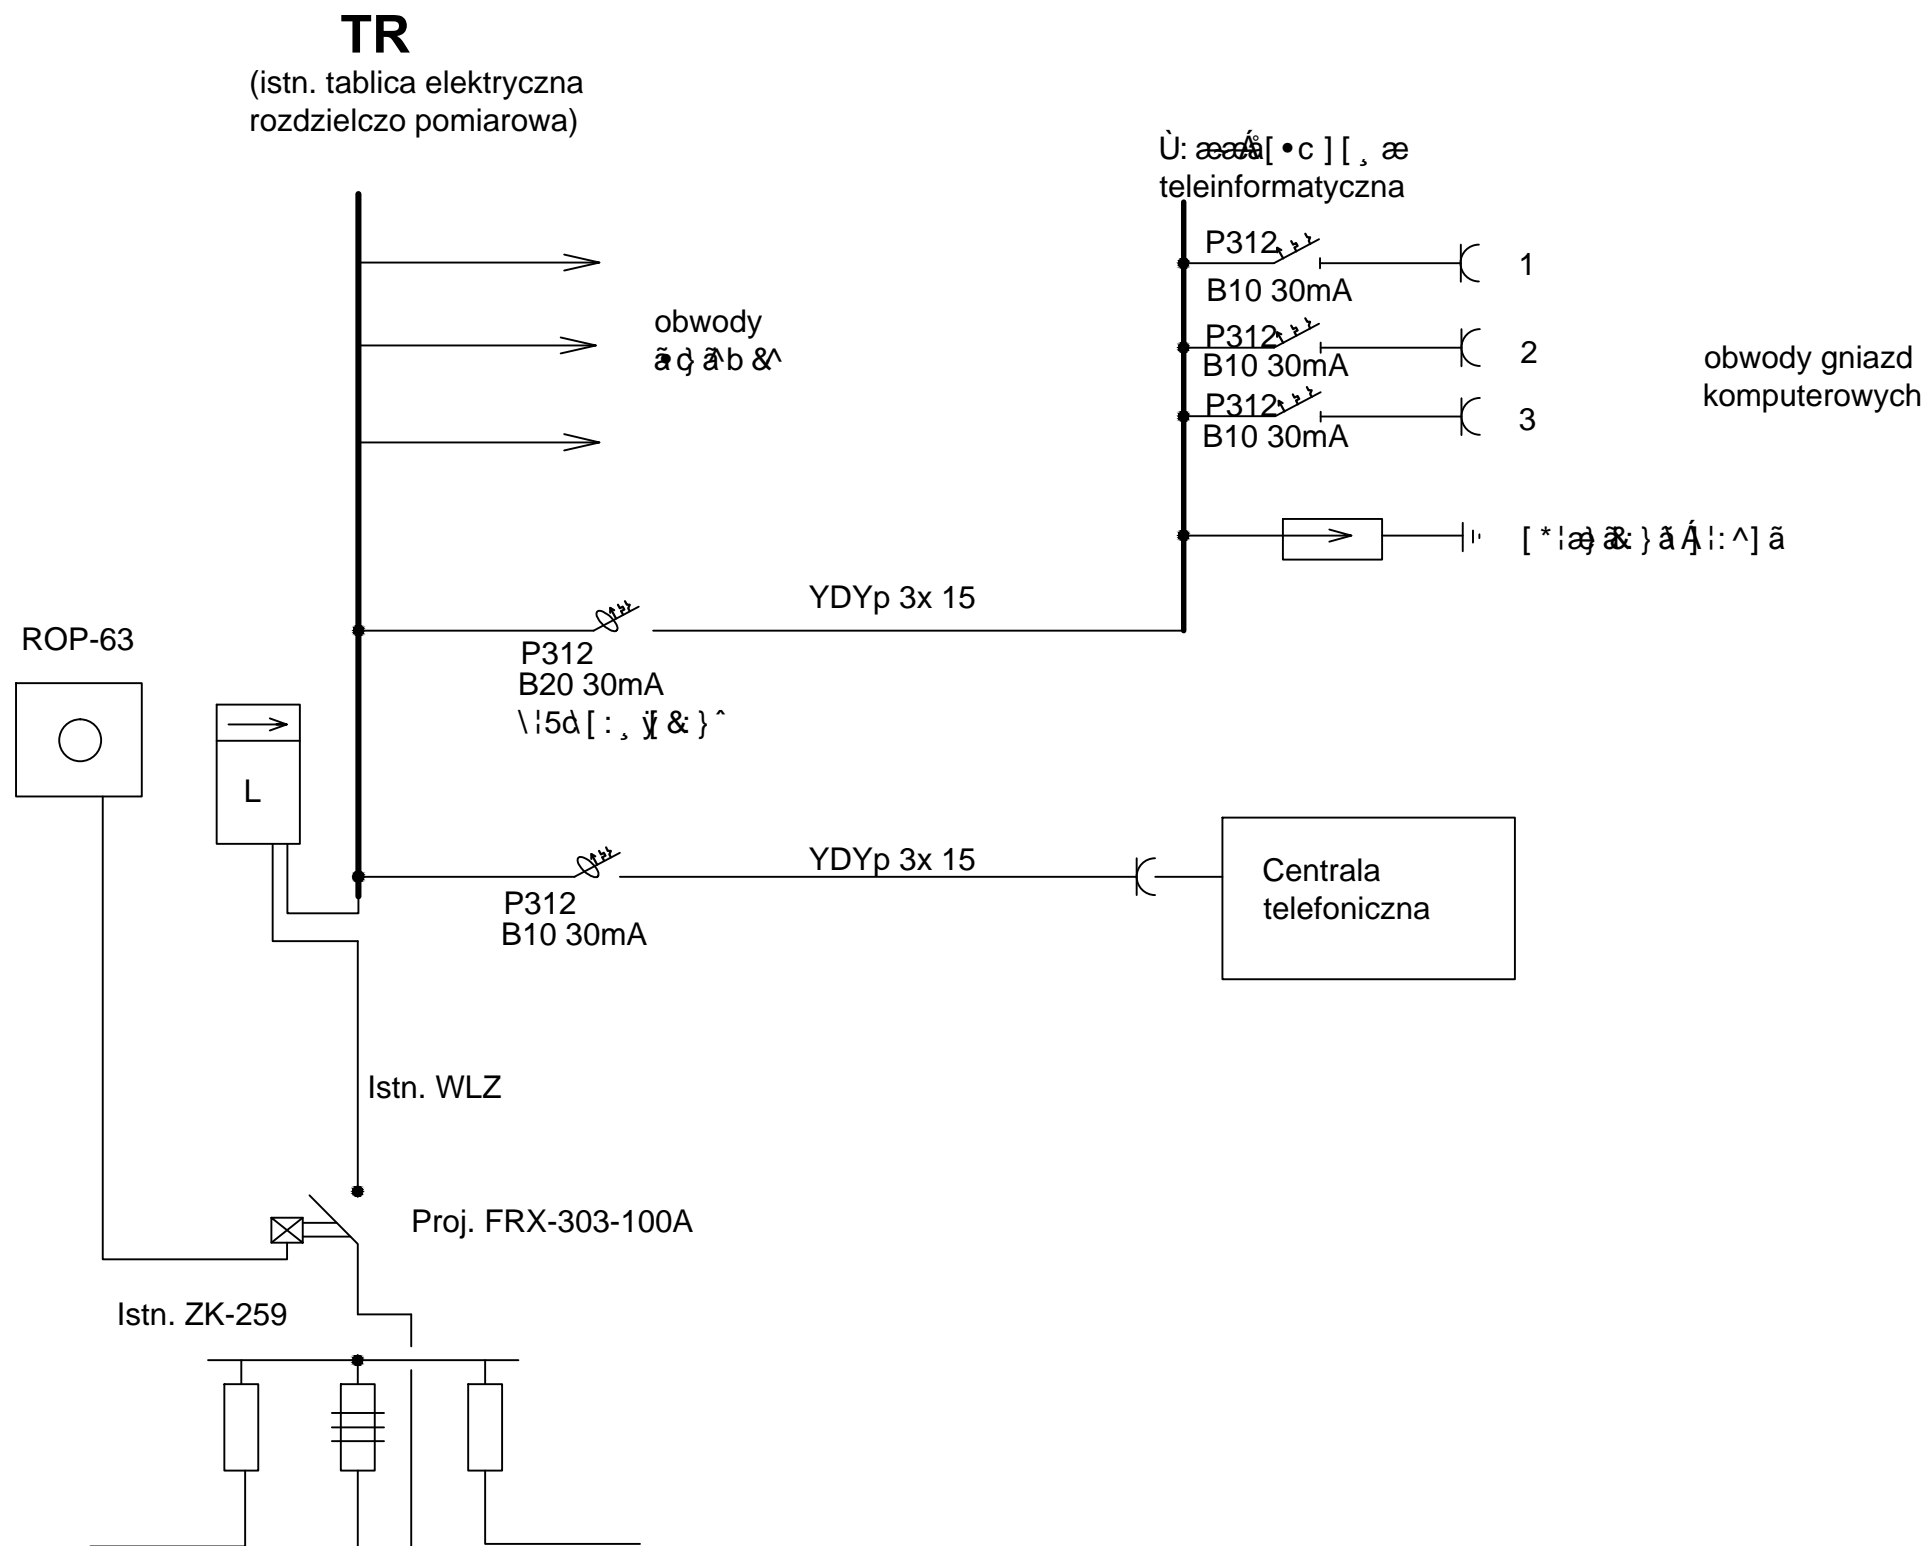 TR
(istn. tablica elektryczna
rozdzielczo pomiarowa)
teleinformatyczna
P312
B10 30mA
1
P312
B10 30mA
2
P312
B10 30mA
3
obwody gniazd
komputerowych
obwody
YDYp 3x 15
P312
B20 30mA
ROP-63
L
YDYp 3x 15
P312
B10 30mA
Centrala
telefoniczna
Istn. WLZ
Proj. FRX-303-100A
Istn. ZK-259